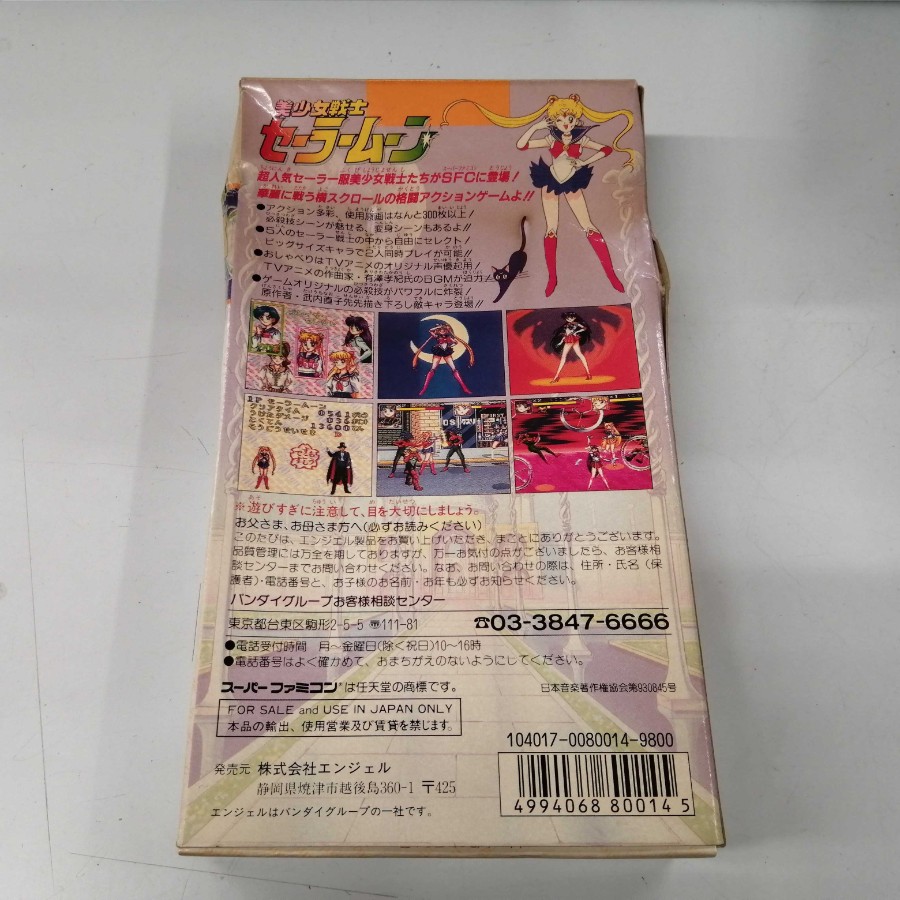 美少女戦士
セーラームーン
超人気セーラー服美少女戦士たちがSFCに登場!
華麗に戦う横スクロールの格闘アクションゲームよ!!
●アクション多彩、使用原画はなんと300枚以上!
必殺技シーンが魅せる、変身シーンもあるよ!!
●5人のセーラー戦士の中から自由にセレクト!
ビッグサイズキャラで2人同時プレイが可能!!
●おしゃべりはTVアニメのオリジナル声優起用!
TVアニメの作曲家・有澤孝紀氏のBGMが迫力!
●ゲームオリジナルの必殺技がパワフルに炸裂!
原作者・武内直子先生描き下ろし敵キャラ登場!!
1P セーラームーン
クリアタイム
※遊びすぎに注意して、目を大切にしましょう。
お父さま、お母さま方へ(必ずお読みください)
このたびは、エンジェル製品をお買い上げいただき、まことにありがとうございます。
品質管理には万全を期しておりますが、万一お気付の点がございましたら、お客様相
談センターまでお問い合わせください。なお、お問い合わせの際は、住所・氏名(保
護者)・電話番号と、お子様のお名前・お年も必ずお知らせください。
バンダイグループお客様相談センター
東京都台東区駒形2-5-5 〒111-81 ☎03-3847-6666
●電話受付時間 月〜金曜日(除く祝日)10〜16時
●電話番号はよく確かめて、おまちがえのないようにしてください。
スーパーファミコン®は任天堂の商標です。
日本音楽著作権協会第930845号
FOR SALE and USE IN JAPAN ONLY
本品の輸出、使用営業及び賃貸を禁じます。
104017-0080014-9800
発売元 株式会社エンジェル
静岡県焼津市越後島360-1 〒425
エンジェルはバンダイグループの一社です。
4994068800145